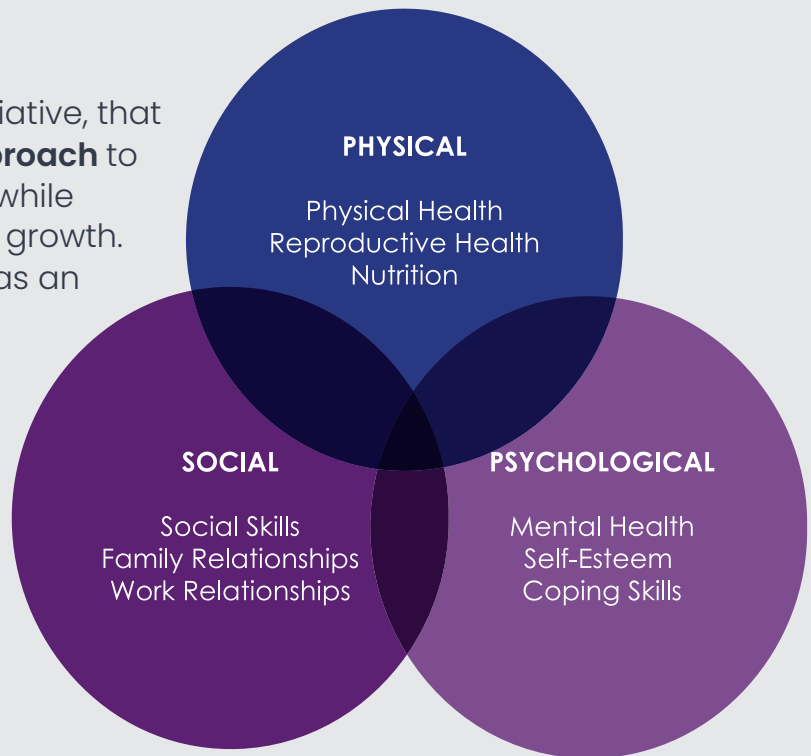 iative, that
roach to
while
growth.
as an
PHYSICAL
Physical Health
Reproductive Health
Nutrition
SOCIAL
Social Skills
Family Relationships
Work Relationships
PSYCHOLOGICAL
Mental Health
Self-Esteem
Coping Skills